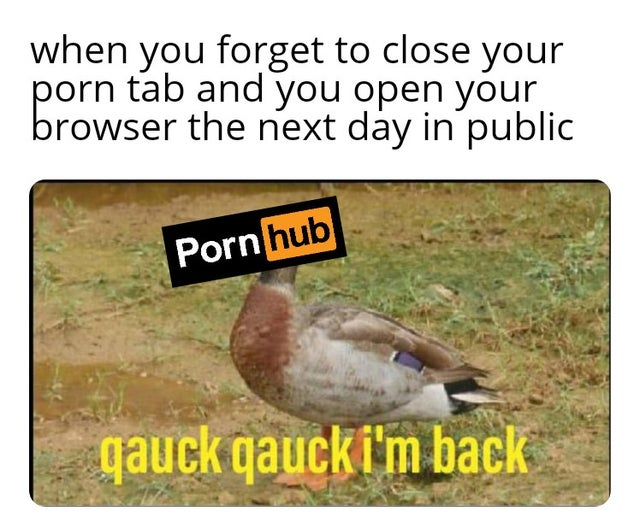 when you forget to close your
porn tab and you open your
browser the next day in public
Porn hub
qauck qauck i'm back